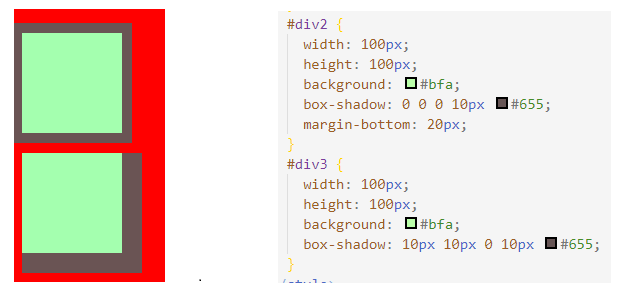 #div2 {
width: 100px;
height: 100px;
background: #bfa;
box-shadow: 0 0 0 10px #655;
margin-bottom: 20px;
}
#div3 {
width: 100px;
height: 100px;
background: #bfa;
box-shadow: 10px 10px 0 10px #655;
}